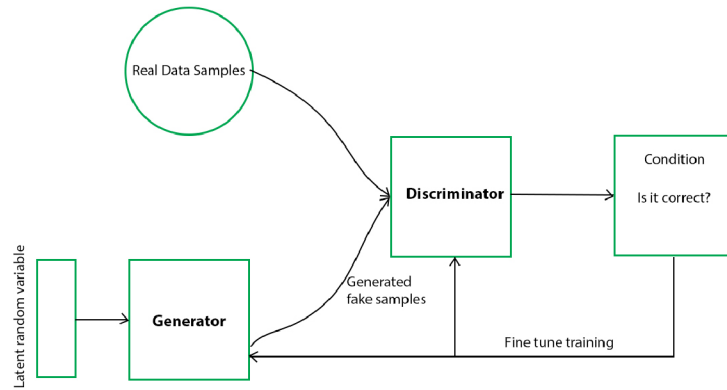 Real Data Samples
Condition
Is it correct?
Discriminator
Latent random variable
Generator
Generated
fake samples
Fine tune training